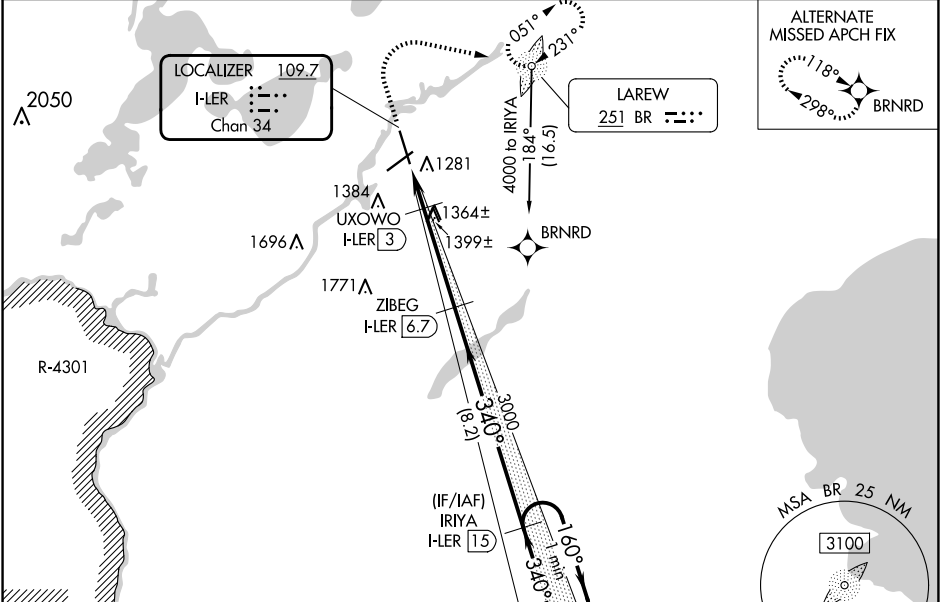 LOCALIZER 109.7
I-LER
Chan 34
2050
051°
231°
LAREW
251 BR
ALTERNATE
MISSED APCH FIX
118°
298°
BRNRD
4000 to IRIYA
184°
(16.5)
1281
1384
UXOWO
I-LER 3
1364±
1399±
1696
BRNRD
1771
ZIBEG
I-LER 6.7
R-4301
3000
340°
(8.2)
(IF/IAF)
IRIYA
I-LER 15
160°
1 min
340°
MSA BR 25 NM
3100